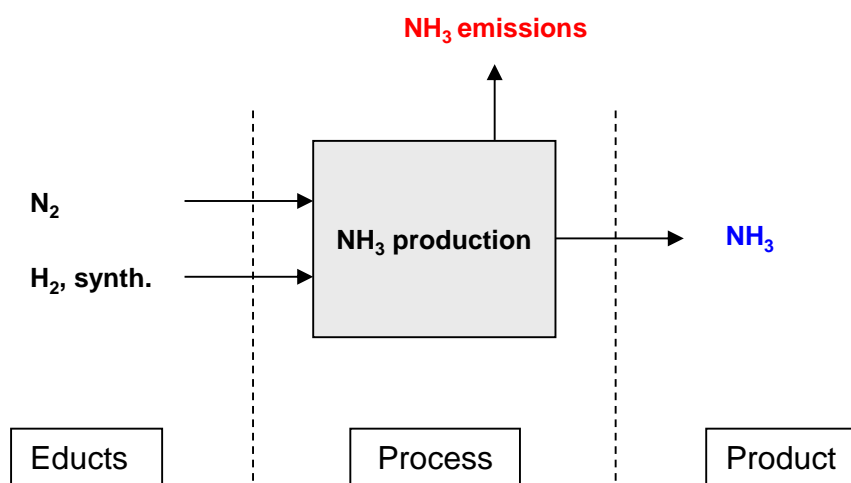 NH₃ emissions
N₂
NH₃ production
NH₃
H₂, synth.
Educts
Process
Product